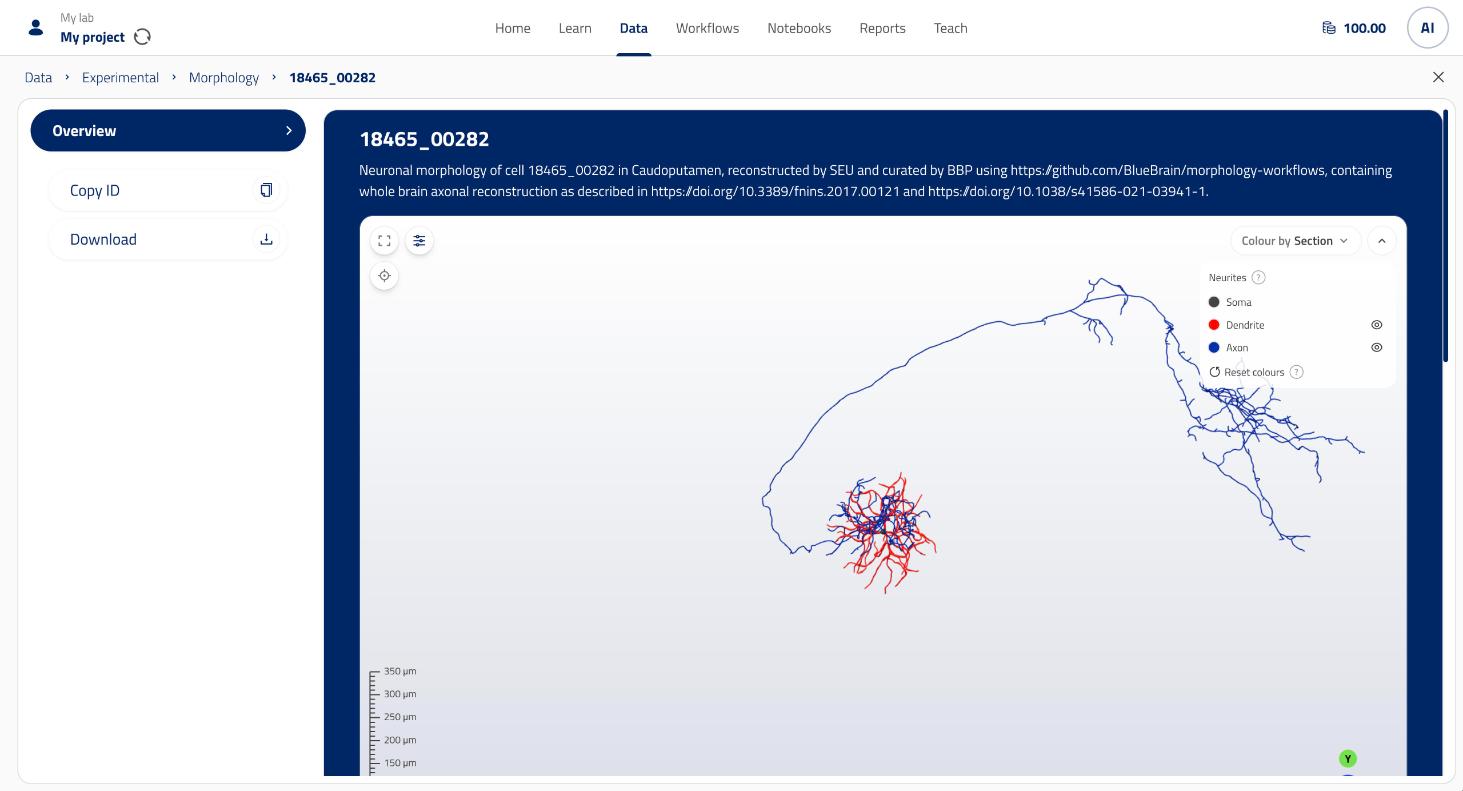 My lab
My project
Home
Learn
Data
Workflows
Notebooks
Reports
Teach
100.00
AI
Data
Experimental
Morphology
18465_00282
Overview
Copy ID
Download
18465_00282
Neuronal morphology of cell 18465_00282 in Caudoputamen, reconstructed by SEU and curated by BBP using https://github.com/BlueBrain/morphology-workflows, containing
whole brain axonal reconstruction as described in https://doi.org/10.3389/fnins.2017.00121 and https://doi.org/10.1038/s41586-021-03941-1.
Colour by Section
Neurites ?
Soma
Dendrite
Axon
Reset colours ?
350 µm
300 µm
250 µm
200 µm
150 µm
Y